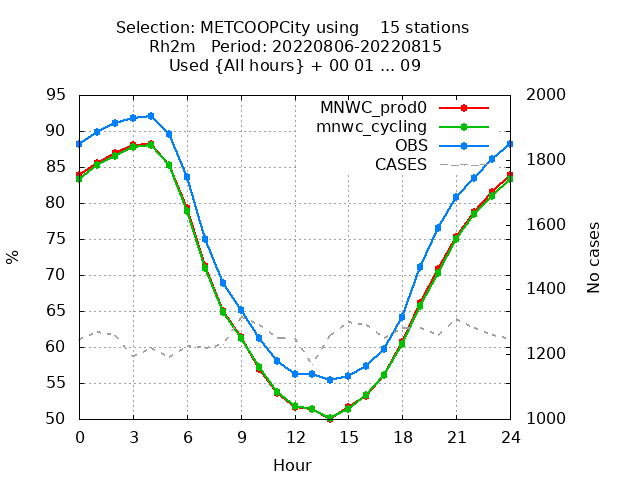 Selection: METCOOPCity using    15 stations
Rh2m   Period: 20220806-20220815
Used {All hours} + 00 01 ... 09
MNWC_prod0
mnwc_cycling
OBS
CASES
%
95
90
85
80
75
70
65
60
55
50
2000
1800
1600
1400
1200
1000
No cases
0 3 6 9 12 15 18 21 24
Hour